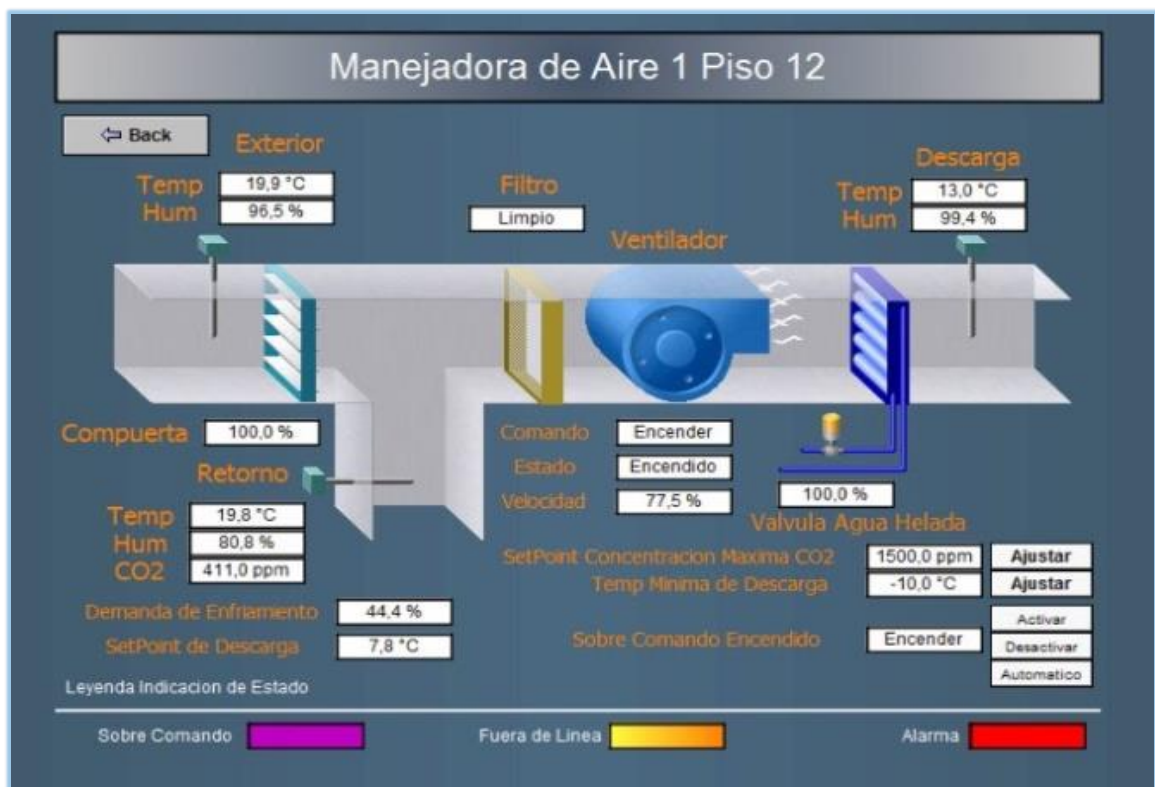 Manejadora de Aire 1 Piso 12
Back
Exterior
Temp 19,9 °C
Hum 96,5 %
Filtro
Limpio
Descarga
Temp 13,0 °C
Hum 99,4 %
Ventilador
Compuerta 100,0 %
Retorno
Temp 19,8 °C
Hum 80,8 %
CO2 411,0 ppm
Comando Encender
Estado Encendido
Velocidad 77,5 %
100,0 %
Valvula Agua Helada
SetPoint Concentracion Maxima CO2 1500,0 ppm Ajustar
Temp Minima de Descarga -10,0 °C Ajustar
Demanda de Enfriamento 44,4 %
SetPoint de Descarga 7,8 °C
Sobre Comando Encendido Encender
Activar
Desactivar
Automatico
Leyenda Indicacion de Estado
Sobre Comando
Fuera de Linea
Alarma